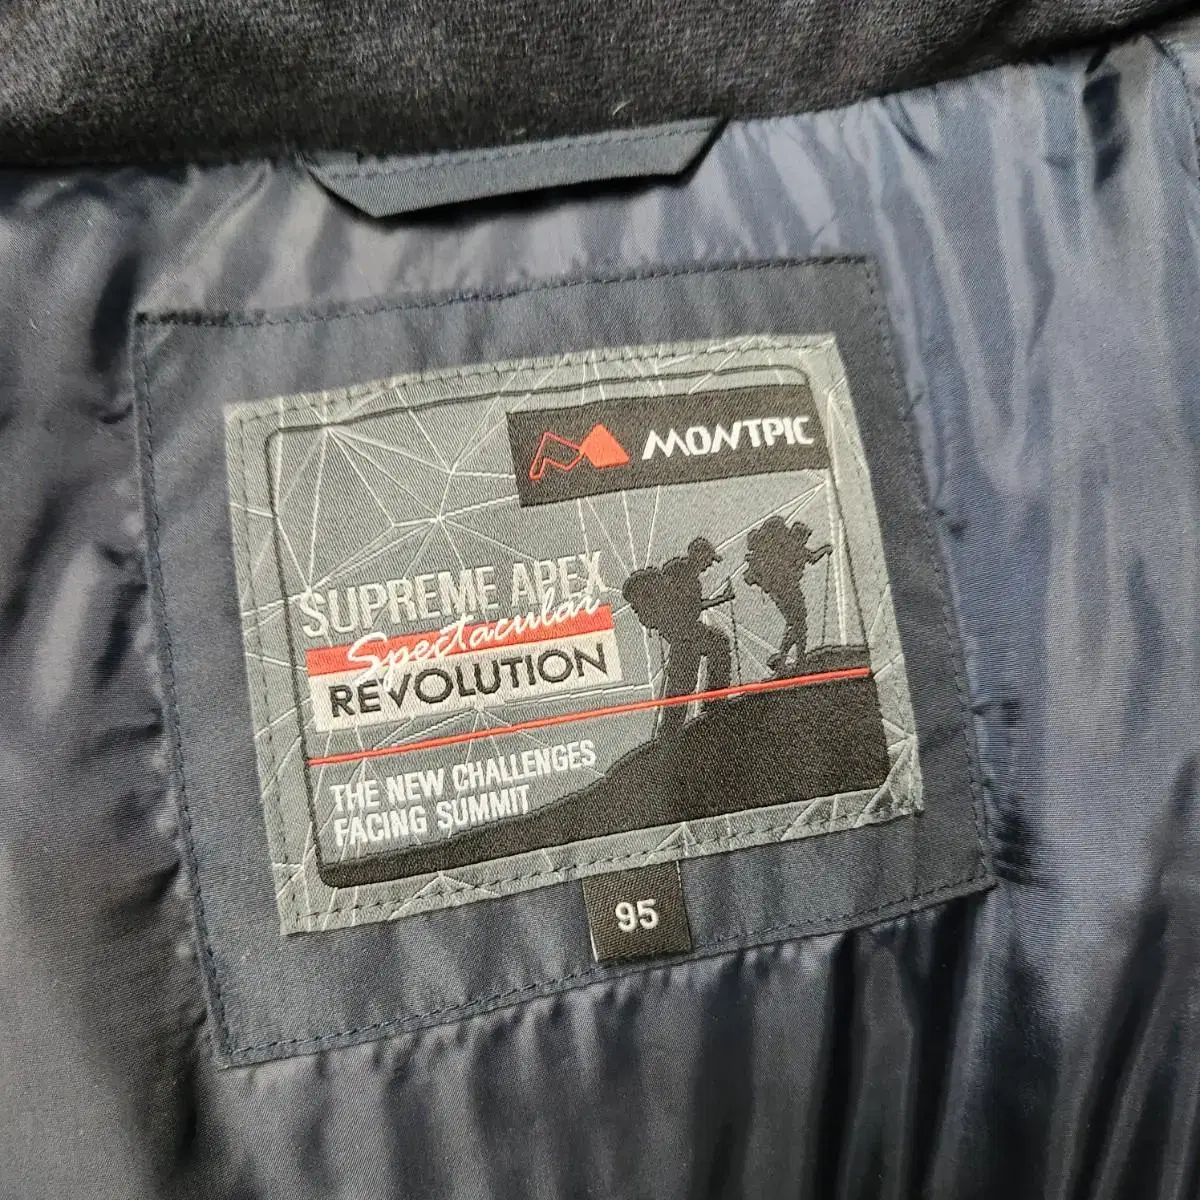 MONTPIC
SUPREME APEX
Spectacular
REVOLUTION
THE NEW CHALLENGES
FACING SUMMIT
95